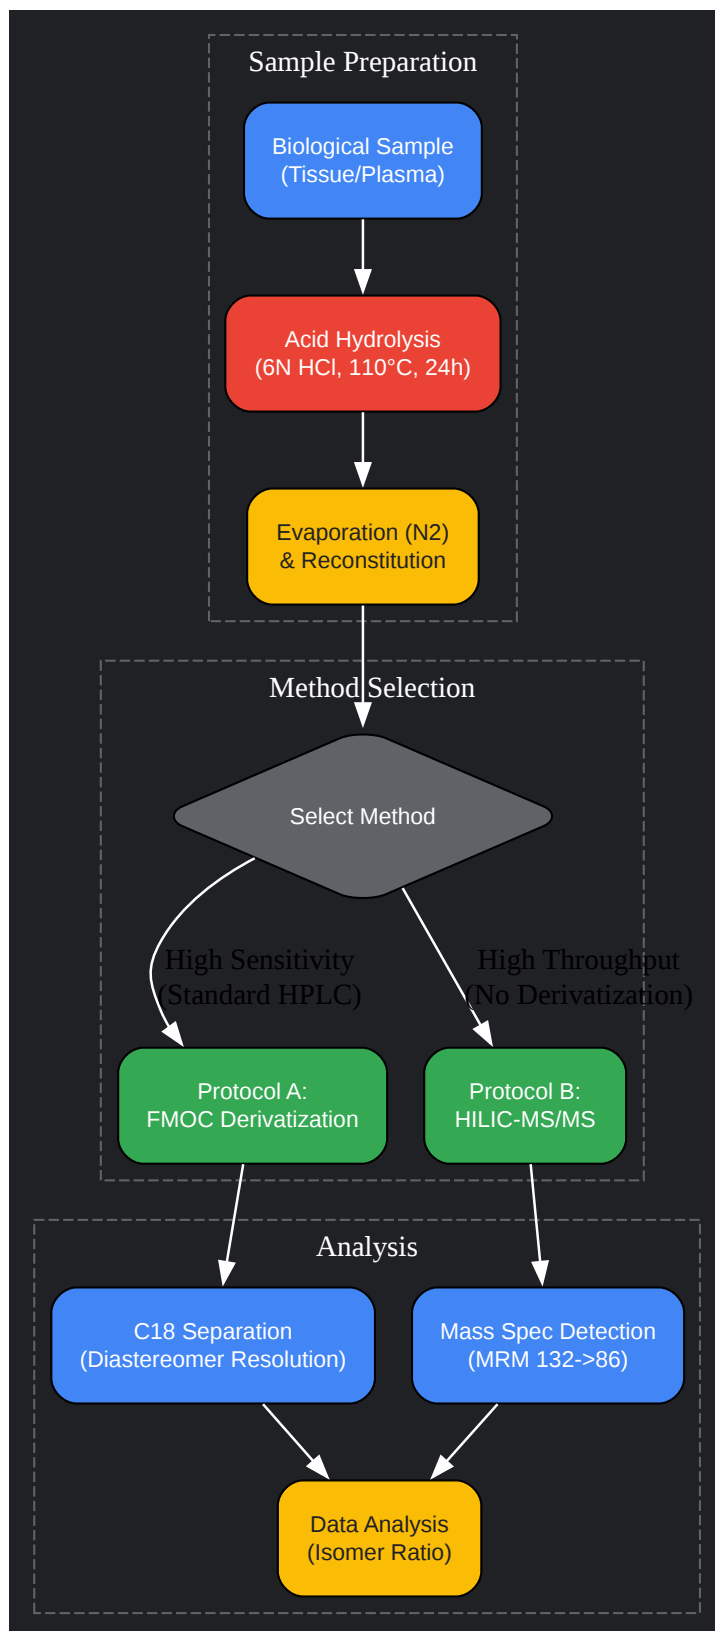 Sample Preparation
Biological Sample
(Tissue/Plasma)
Acid Hydrolysis
(6N HCl, 110°C, 24h)
Evaporation (N2)
& Reconstitution
Method Selection
Select Method
High Sensitivity
(Standard HPLC)
High Throughput
(No Derivatization)
Protocol A:
FMOC Derivatization
Protocol B:
HILIC-MS/MS
Analysis
C18 Separation
(Diastereomer Resolution)
Mass Spec Detection
(MRM 132->86)
Data Analysis
(Isomer Ratio)